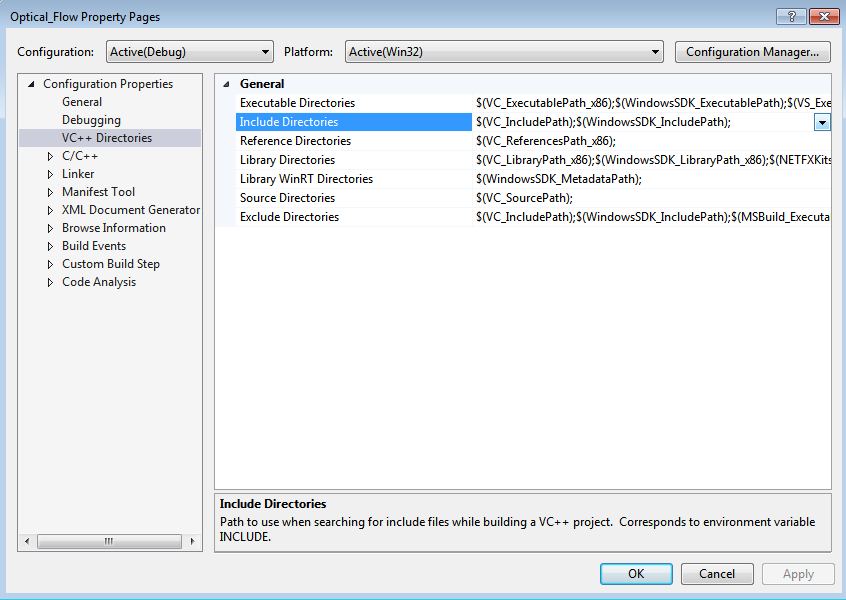 Optical_Flow Property Pages
Configuration: Active(Debug) Platform: Active(Win32) Configuration Manager...
Configuration Properties
General
Debugging
VC++ Directories
C/C++
Linker
Manifest Tool
XML Document Generator
Browse Information
Build Events
Custom Build Step
Code Analysis
General
Executable Directories $(VC_ExecutablePath_x86);$(WindowsSDK_ExecutablePath);$(VS_Exe
Include Directories $(VC_IncludePath);$(WindowsSDK_IncludePath);
Reference Directories $(VC_ReferencesPath_x86);
Library Directories $(VC_LibraryPath_x86);$(WindowsSDK_LibraryPath_x86);$(NETFXKits
Library WinRT Directories $(WindowsSDK_MetadataPath);
Source Directories $(VC_SourcePath);
Exclude Directories $(VC_IncludePath);$(WindowsSDK_IncludePath);$(MSBuild_Executa
Include Directories
Path to use when searching for include files while building a VC++ project. Corresponds to environment variable
INCLUDE.
OK Cancel Apply